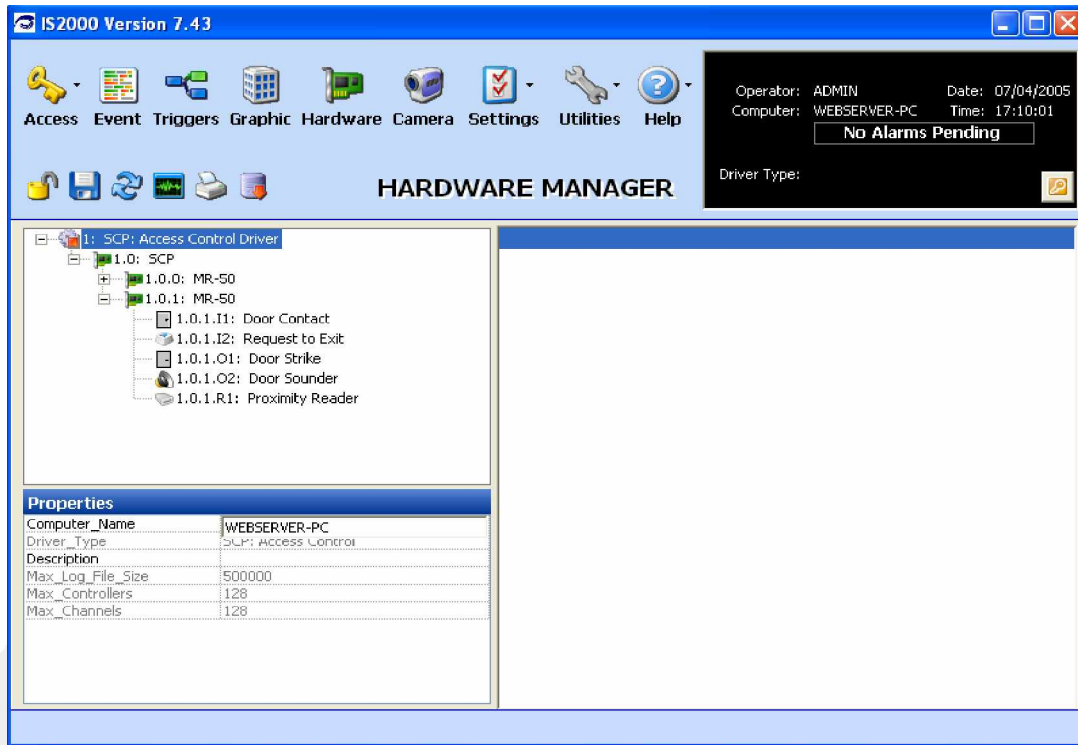 IS2000 Version 7.43
Access Event Triggers Graphic Hardware Camera Settings Utilities Help
Operator: ADMIN Date: 07/04/2005
Computer: WEBSERVER-PC Time: 17:10:01
No Alarms Pending
Driver Type:
HARDWARE MANAGER
1: SCP: Access Control Driver
1.0: SCP
1.0.0: MR-50
1.0.1: MR-50
1.0.1.I1: Door Contact
1.0.1.I2: Request to Exit
1.0.1.O1: Door Strike
1.0.1.O2: Door Sounder
1.0.1.R1: Proximity Reader
Properties
Computer_Name WEBSERVER-PC
Driver_Type SCP: Access Control
Description
Max_Log_File_Size 500000
Max_Controllers 128
Max_Channels 128